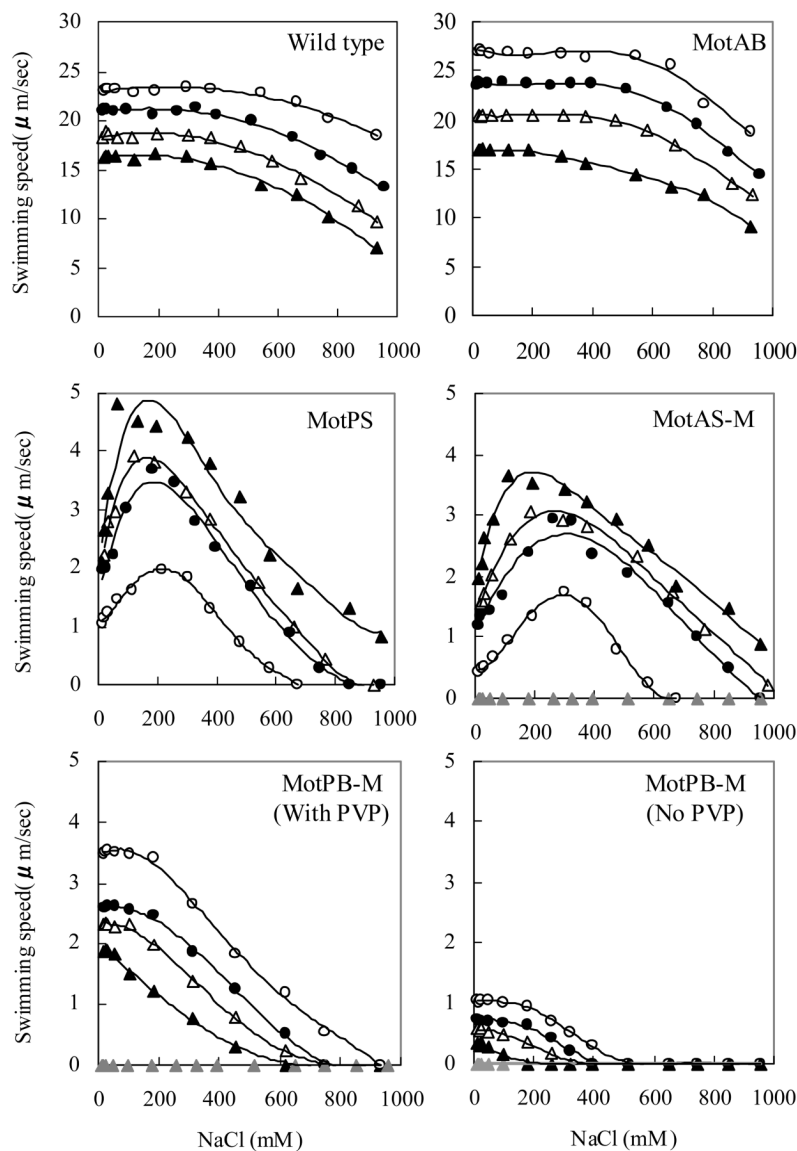 Wild type
30
25
20
15
10
5
0
Swimming speed( μ m/sec)
0 200 400 600 800 1000
MotAB
30
25
20
15
10
5
0
0 200 400 600 800 1000
MotPS
5
4
3
2
1
0
Swimming speed( μ m/sec)
0 200 400 600 800 1000
MotAS-M
5
4
3
2
1
0
0 200 400 600 800 1000
MotPB-M
(With PVP)
5
4
3
2
1
0
Swimming speed( μ m/sec)
0 200 400 600 800 1000
NaCl (mM)
MotPB-M
(No PVP)
5
4
3
2
1
0
0 200 400 600 800 1000
NaCl (mM)